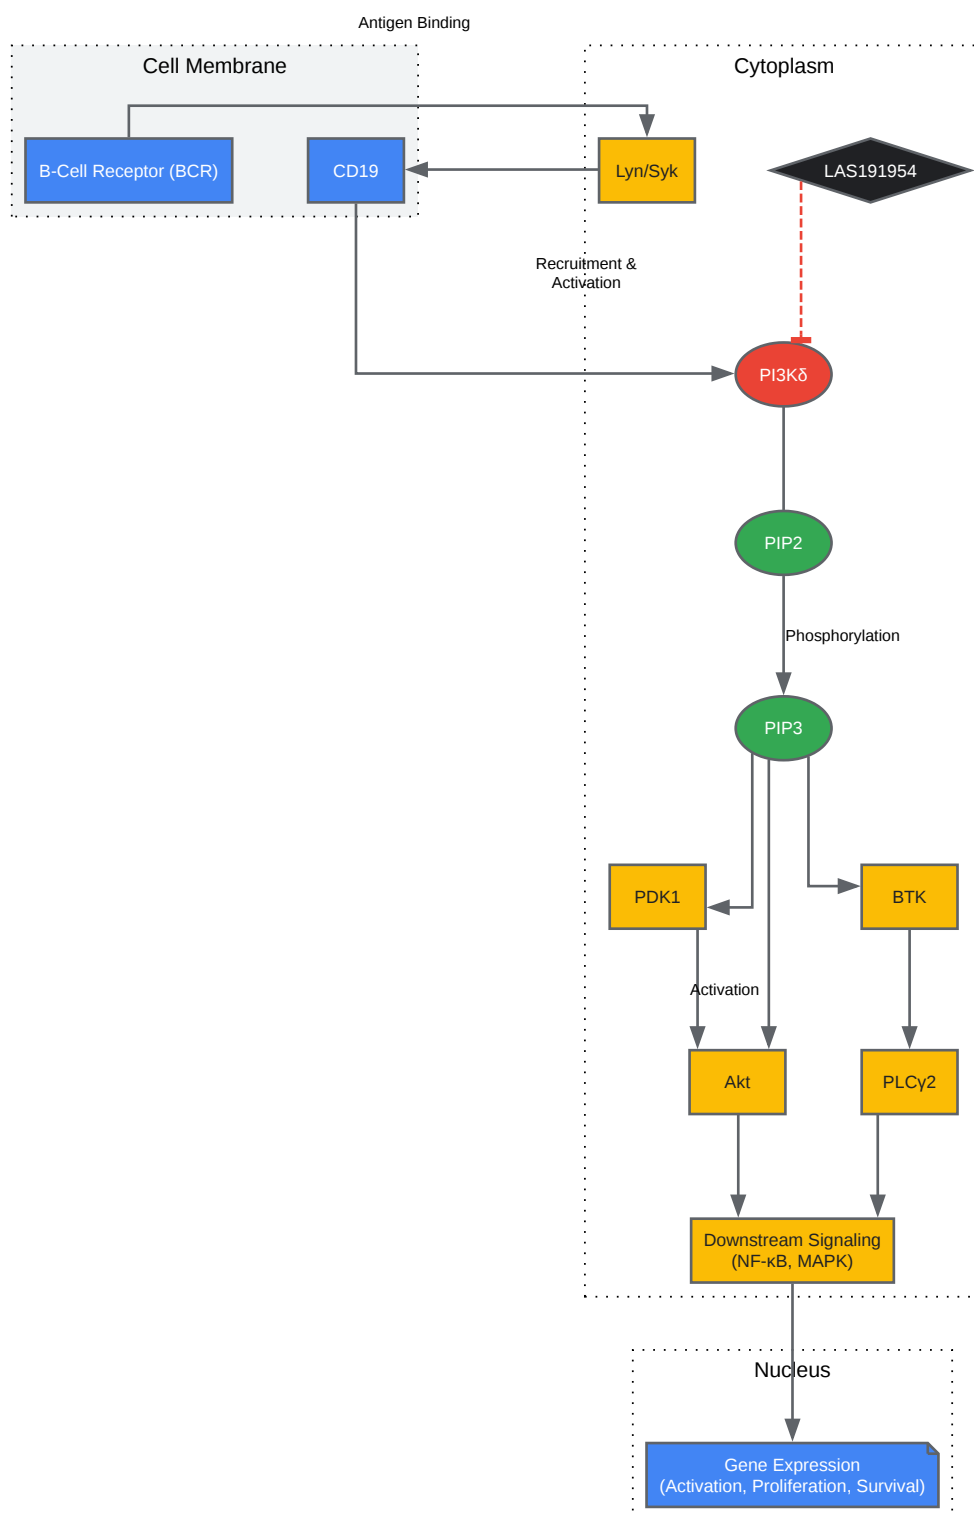 Antigen Binding
Cell Membrane
Cytoplasm
B-Cell Receptor (BCR)
CD19
Lyn/Syk
LAS191954
Recruitment &
Activation
PI3Kδ
PIP2
Phosphorylation
PIP3
PDK1
BTK
Activation
Akt
PLCγ2
Downstream Signaling
(NF-κB, MAPK)
Nucleus
Gene Expression
(Activation, Proliferation, Survival)